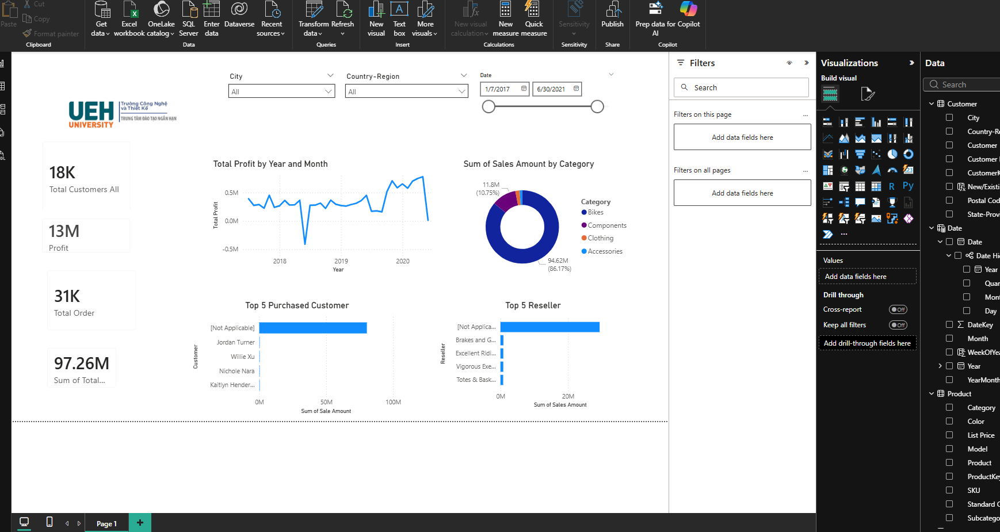 Paste
Cut
Copy
Format painter
Clipboard
Get
data
Excel
workbook
OneLake
catalog
SQL
Server
Enter
data
Dataverse
Recent
sources
Data
Transform
data
Refresh
Queries
New
visual
Text
box
More
visuals
Insert
New visual
calculation
New
measure
Quick
measure
Calculations
Sensitivity
Sensitivity
Publish
Share
Prep data for
AI
Copilot
Copilot
UEH
UNIVERSITY
Trường Công Nghệ
và Thiết Kế
TRUNG TÂM ĐÀO TẠO NGẮN HẠN
City
All
Country-Region
All
Date
1/7/2017
6/30/2021
18K
Total Customers All
13M
Profit
31K
Total Order
97.26M
Sum of Total...
Total Profit by Year and Month
Total Profit
0.5M
0.0M
-0.5M
2018
2019
2020
Year
Sum of Sales Amount by Category
11.8M
(10.75%)
94.62M
(86.17%)
Category
Bikes
Components
Clothing
Accessories
Top 5 Purchased Customer
Customer
[Not Applicable]
Jordan Turner
Willie Xu
Nichole Nara
Kaitlyn Hender...
0M
50M
100M
Sum of Sale Amount
Top 5 Reseller
Reseller
[Not Applica...
Brakes and G...
Excellent Ridi...
Vigorous Exe...
Totes & Bask...
0M
20M
Sum of Sales Amount
Filters
Search
Filters on this page
...
Add data fields here
Filters on all pages
...
Add data fields here
Visualizations
Build visual
123
R
Py
...
Values
Add data fields here
Drill through
Cross-report
Off
Keep all filters
Off
Add drill-through fields here
Data
Search
Customer
City
Country-Re
Customer
Customer
CustomerK
New/Existi
Postal Cod
State-Provi
Date
Date
Date Hi
Year
Quar
Mont
Day
DateKey
Month
WeekOfYea
Year
YearMonth
Product
Category
Color
List Price
Model
Product
ProductKey
SKU
Standard C
Subcatego
Page 1